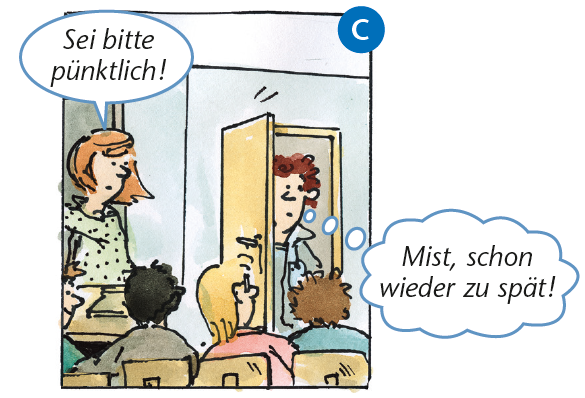 C
Sei bitte
pünktlich!
Mist, schon
wieder zu spät!